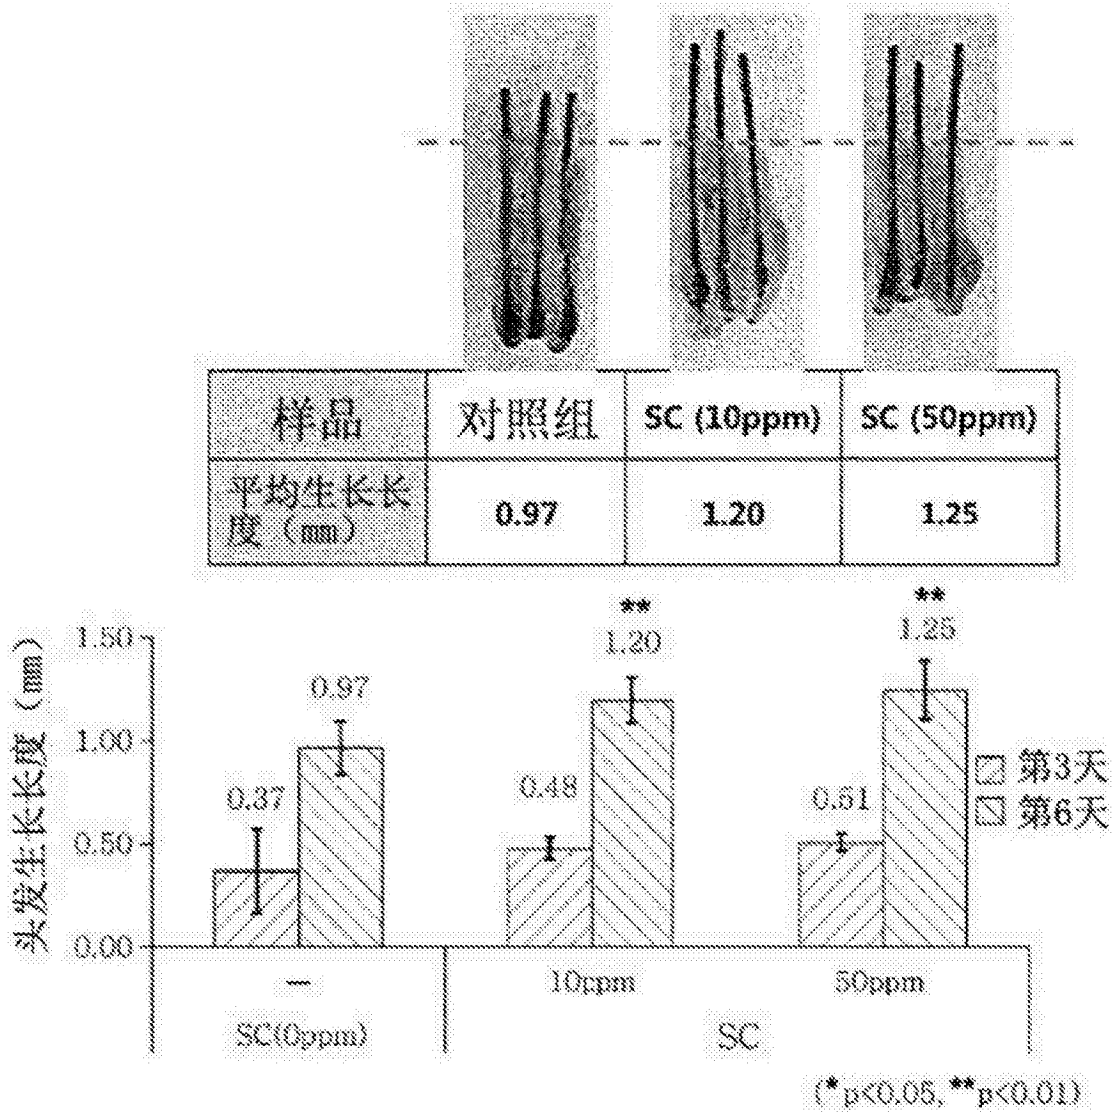 样品 对照组 SC (10ppm) SC (50ppm)
平均生长长
度（mm） 0.97 1.20 1.25
头发生长长度（mm）
1.50
1.00
0.50
0.00
0.37
0.97
0.48
**
1.20
0.51
**
1.25
第3天
第6天
— 10ppm 50ppm
SC(0ppm) SC
(*p<0.05, **p<0.01)